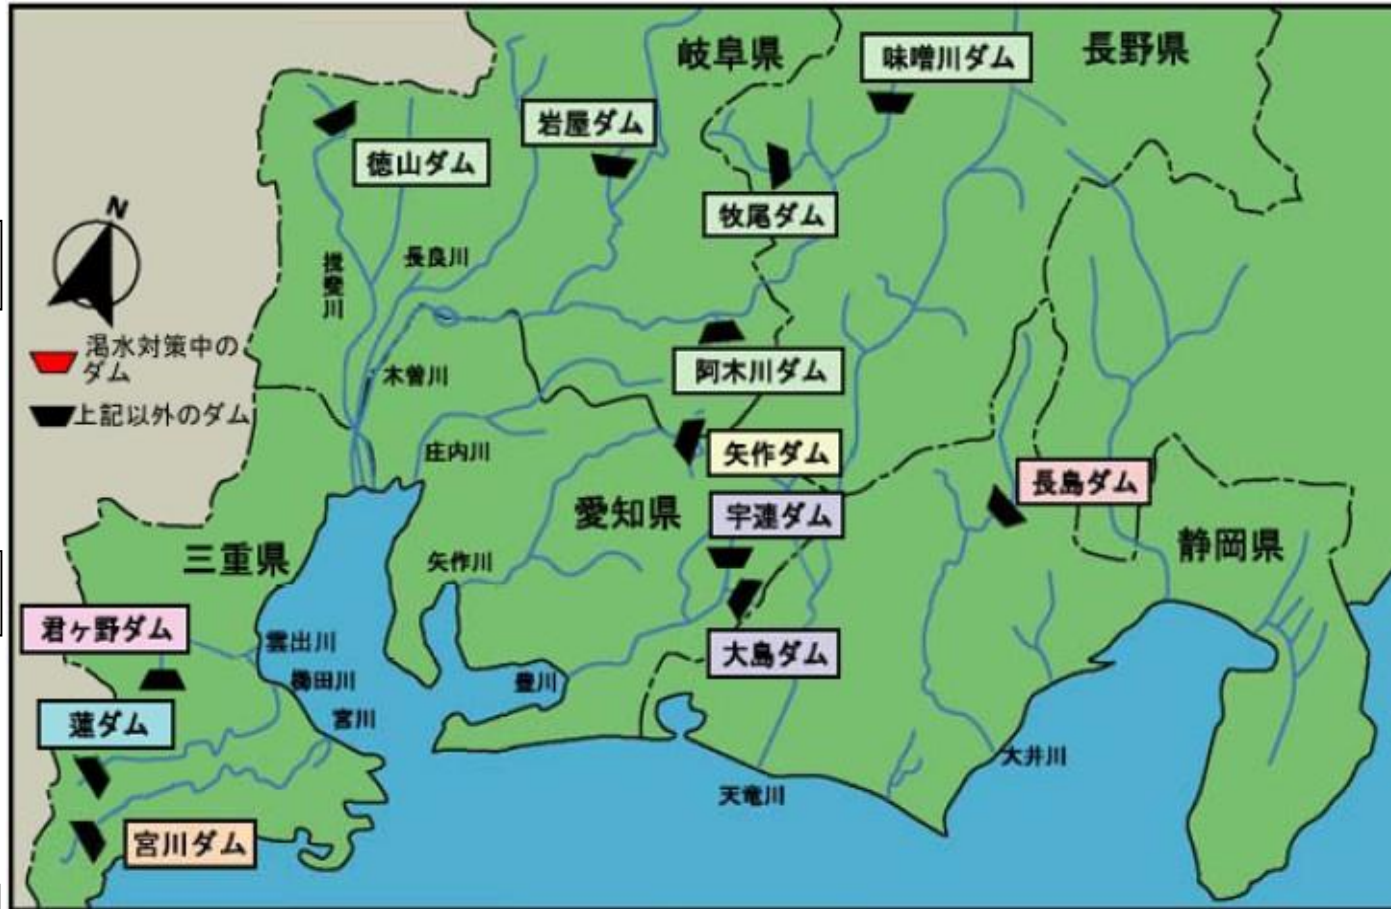 岐阜県
味噌川ダム
長野県
岩屋ダム
徳山ダム
牧尾ダム
N
揖斐川
長良川
渇水対策中の
ダム
上記以外のダム
木曽川
阿木川ダム
庄内川
矢作ダム
長島ダム
愛知県
宇連ダム
静岡県
三重県
矢作川
君ヶ野ダム
雲出川
大島ダム
櫛田川
豊川
蓮ダム
宮川
大井川
天竜川
宮川ダム